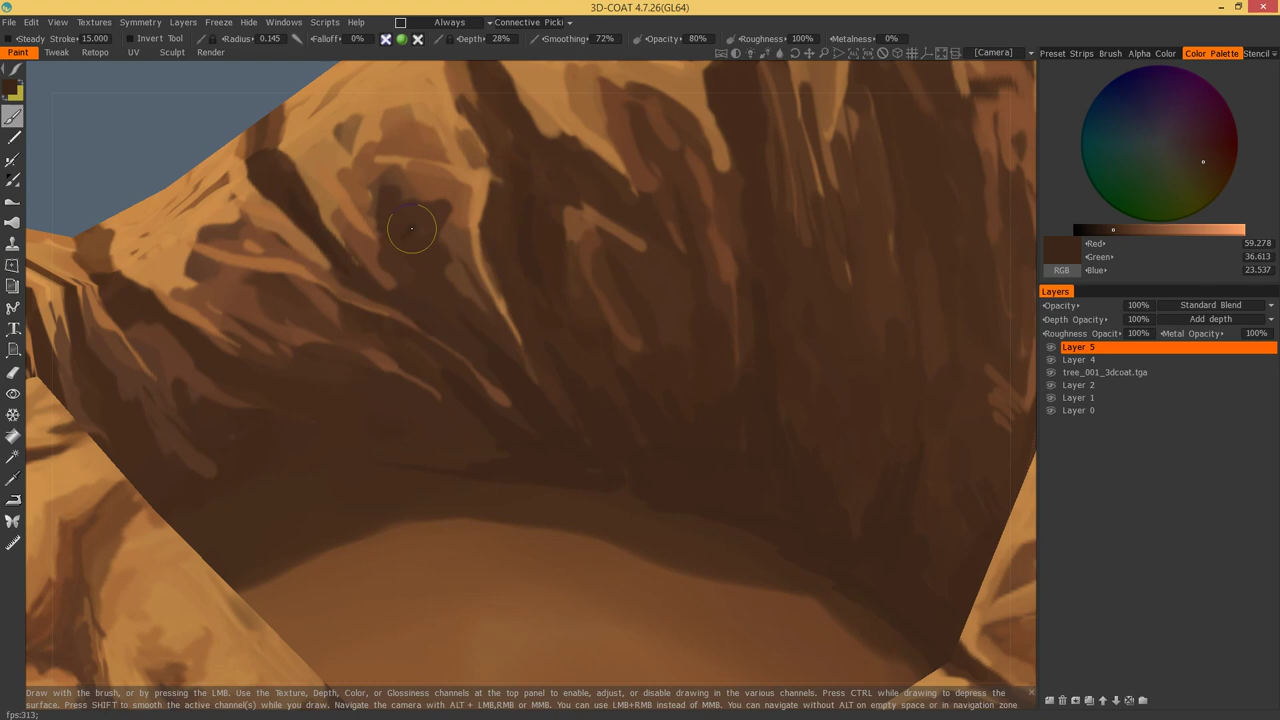 3D-COAT 4.7.26(GL64)
File Edit View Textures Symmetry Layers Freeze Hide Windows Scripts Help Always Connective Picki
Steady Stroke 15.000 Invert Tool Radius 0.145 Falloff 0% Depth 28% Smoothing 72% Opacity 80% Roughness 100% Metalness 0%
Paint Tweak Retopo UV Sculpt Render [Camera] Preset Strips Brush Alpha Color Color Palette Stencil
Red 59.278
Green 36.613
RGB Blue 23.537
Layers
Opacity 100% Standard Blend
Depth Opacity 100% Add depth
Roughness Opacit 100% Metal Opacity 100%
Layer 5
Layer 4
tree_001_3dcoat.tga
Layer 2
Layer 1
Layer 0
Draw with the brush, or by pressing the LMB. Use the Texture, Depth, Color, or Glossiness channels at the top panel to enable, adjust, or disable drawing in the various channels. Press CTRL while drawing to depress the
surface. Press SHIFT to smooth the active channel(s) while you draw. Navigate the camera with ALT + LMB,RMB or MMB. You can use LMB+RMB instead of MMB. You can navigate without ALT on empty space or in navigation zone
fps:313;